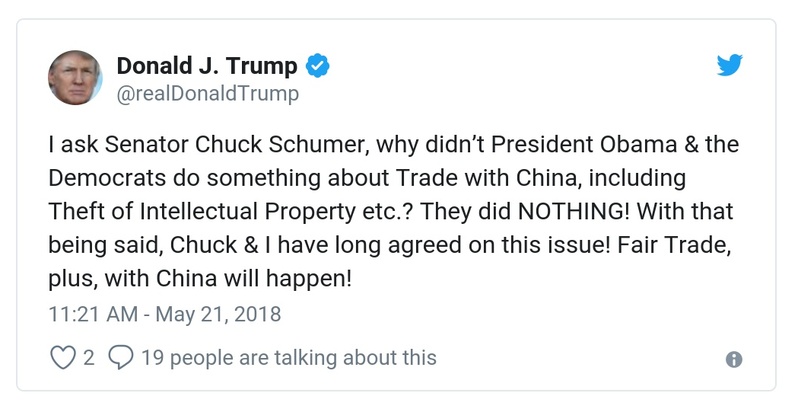 Donald J. Trump
@realDonaldTrump
I ask Senator Chuck Schumer, why didn’t President Obama & the
Democrats do something about Trade with China, including
Theft of Intellectual Property etc.? They did NOTHING! With that
being said, Chuck & I have long agreed on this issue! Fair Trade,
plus, with China will happen!
11:21 AM - May 21, 2018
2 19 people are talking about this